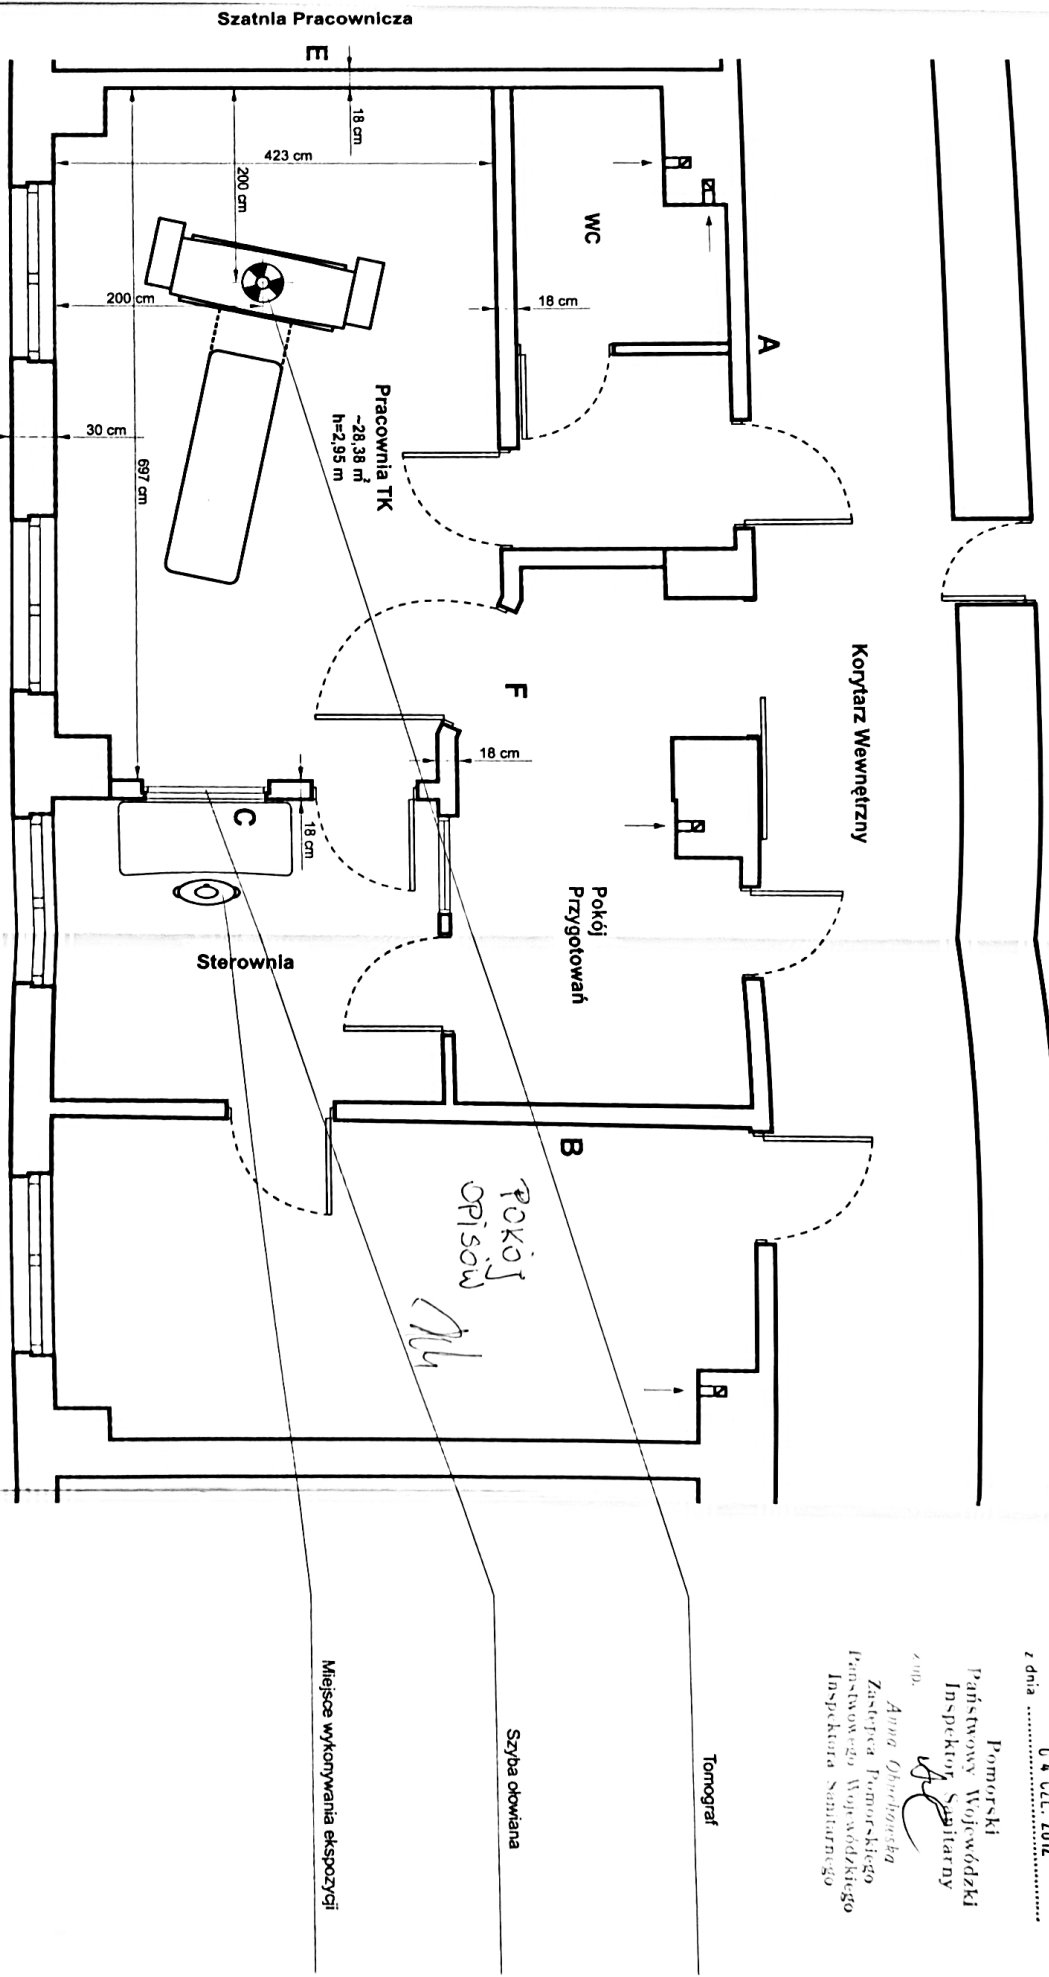 Szatnia Pracownicza
E
18 cm
423 cm
200 cm
200 cm
WC
18 cm
A
Pracownia TK
~28,38 m²
h=2,95 m
30 cm
697 cm
Korytarz Wewnętrzny
F
18 cm
C
18 cm
Pokój
Przygotowań
Sterownia
B
POKÓJ
OPISÓW
Tomograf
Szyba ołowiana
Miejsce wykonywania ekspozycji
z dnia
Pomorski
Państwowy Wojewódzki
Inspektor Sanitarny
Anna
Zastępca Pomorskiego
Państwowego Wojewódzkiego
Inspektora Sanitarnego